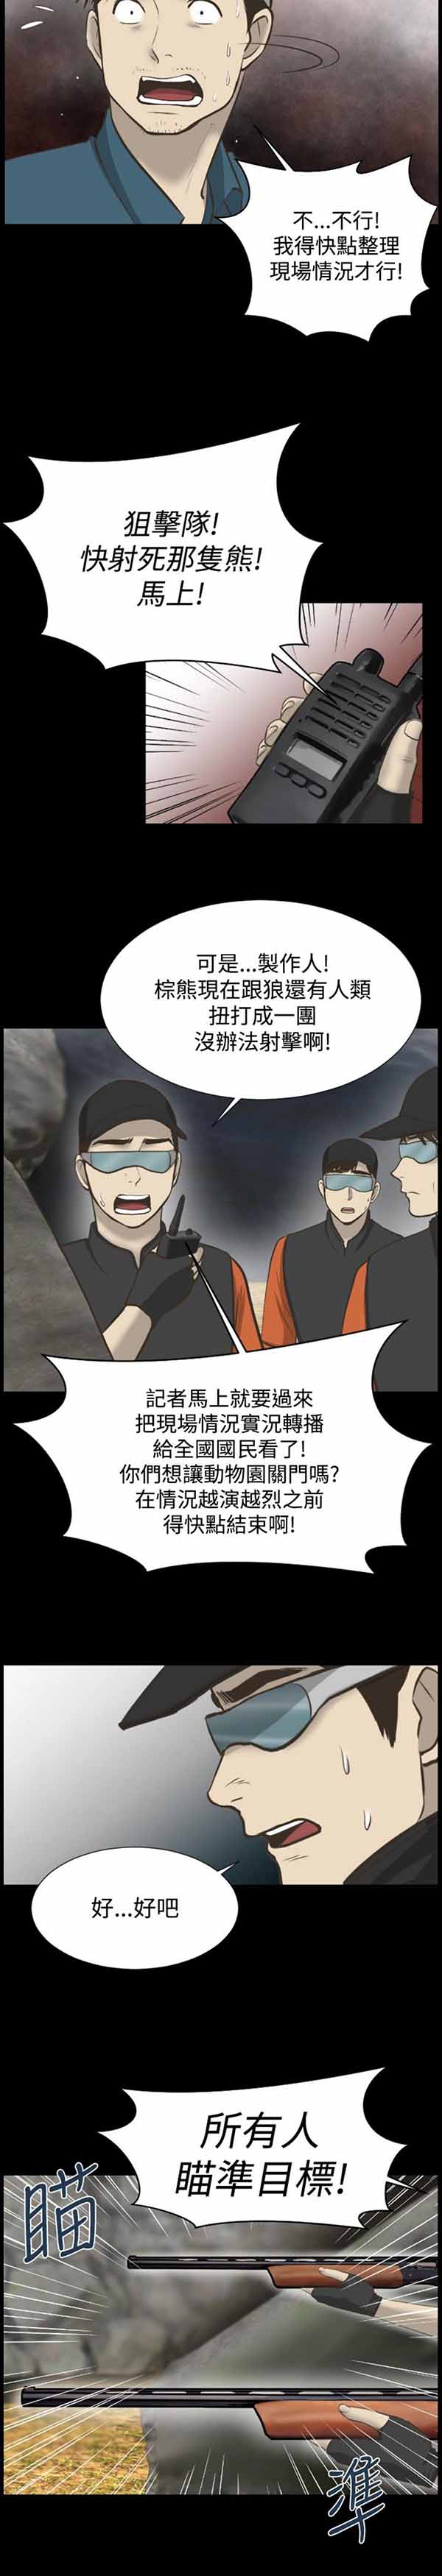 不...不行!
我得快點整理
現場情況才行!
狙擊隊!
快射死那隻熊!
馬上!
可是...製作人!
棕熊現在跟狼還有人類
扭打成一團
沒辦法射擊啊!
記者馬上就要過來
把現場情況實況轉播
給全國國民看了!
你們想讓動物園關門嗎?
在情況越演越烈之前
得快點結束啊!
好...好吧
所有人
瞄準目標!
瞄
準